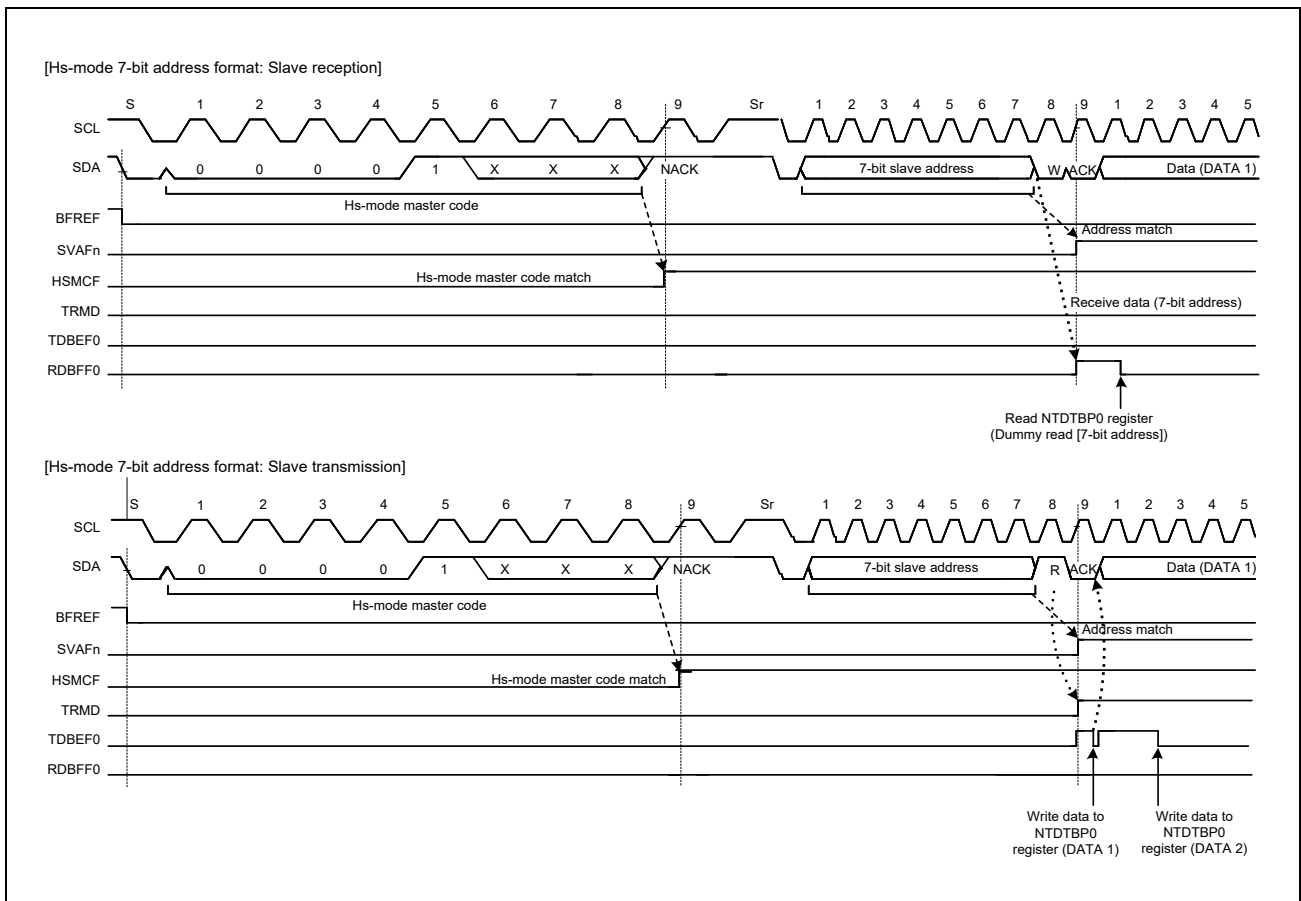 [Hs-mode 7-bit address format: Slave reception]
S 1 2 3 4 5 6 7 8 9 Sr 1 2 3 4 5 6 7 8 9 1 2 3 4 5
SCL
SDA 0 0 0 0 1 X X X NACK 7-bit slave address W ACK Data (DATA 1)
Hs-mode master code
BFREF
Address match
SVAFn
HSMCF Hs-mode master code match
TRMD Receive data (7-bit address)
TDBEF0
RDBFF0
Read NTDTBP0 register
(Dummy read [7-bit address])
[Hs-mode 7-bit address format: Slave transmission]
S 1 2 3 4 5 6 7 8 9 Sr 1 2 3 4 5 6 7 8 9 1 2 3 4 5
SCL
SDA 0 0 0 0 1 X X X NACK 7-bit slave address R ACK Data (DATA 1)
Hs-mode master code
BFREF
Address match
SVAFn
HSMCF Hs-mode master code match
TRMD
TDBEF0
RDBFF0
Write data to NTDTBP0 register (DATA 1)
Write data to NTDTBP0 register (DATA 2)